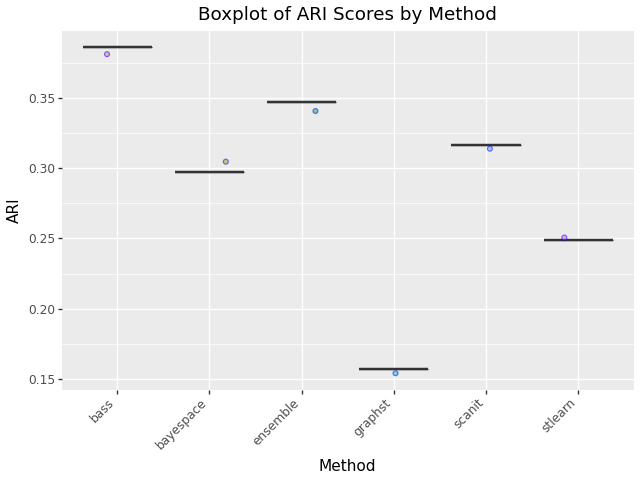 Boxplot of ARI Scores by Method
ARI
0.35
0.30
0.25
0.20
0.15
bass
bayespace
ensemble
graphst
scanit
stlearn
Method